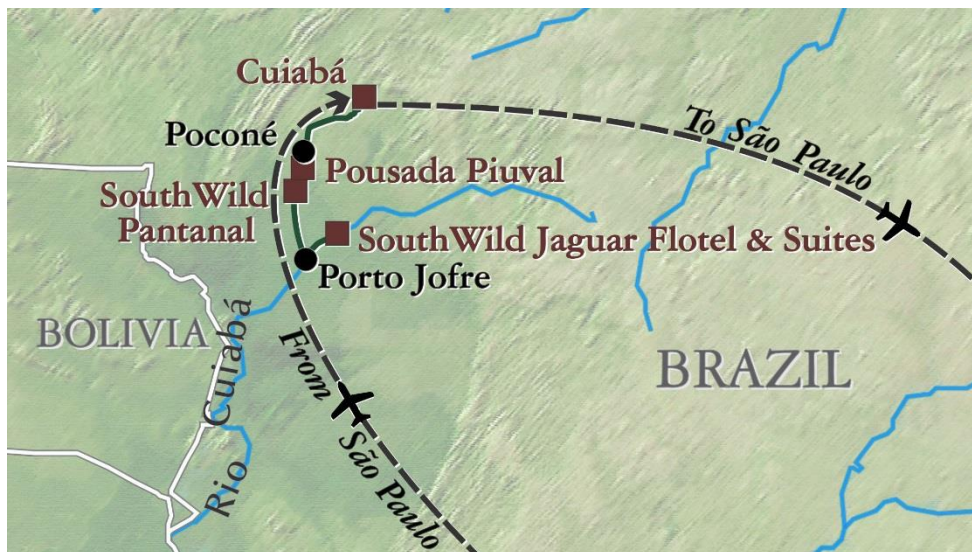 Cuiabá
To São Paulo
Poconé
Pousada Piuval
SouthWild
Pantanal
SouthWild Jaguar Flotel & Suites
Porto Jofre
BOLIVIA
Rio Cuiabá
BRAZIL
From São Paulo